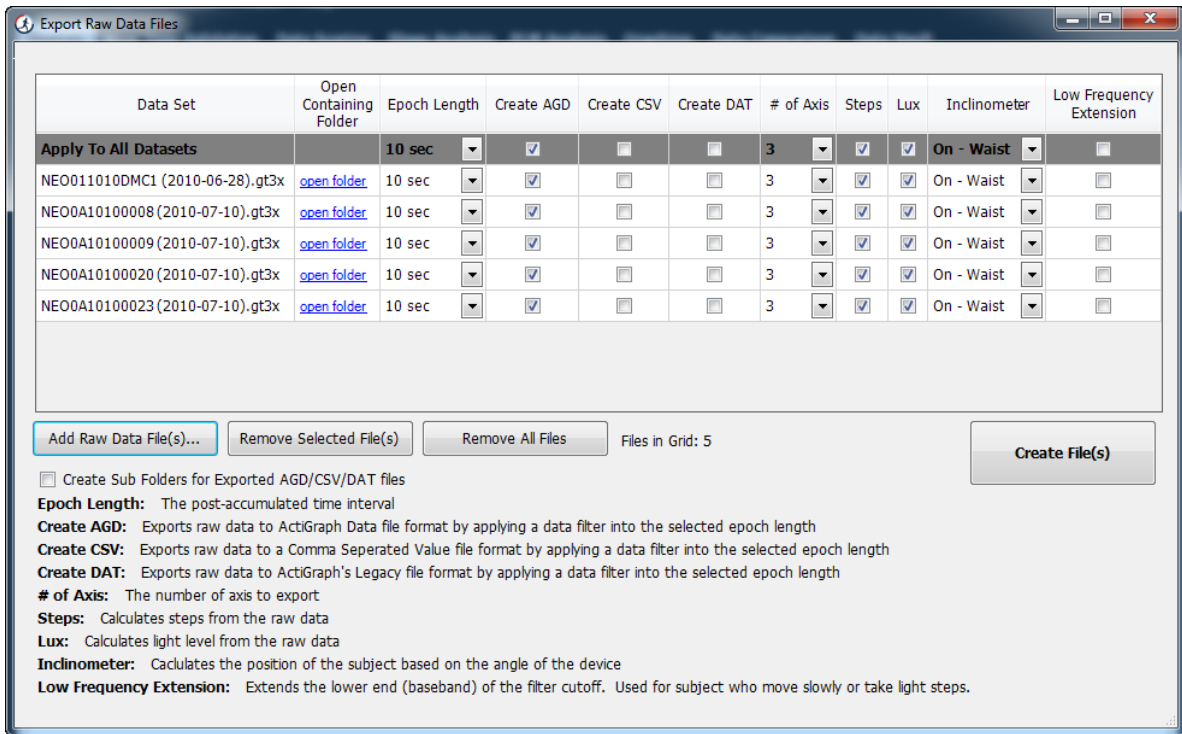 Export Raw Data Files
Data Set Open Containing Folder Epoch Length Create AGD Create CSV Create DAT # of Axis Steps Lux Inclinometer Low Frequency Extension
Apply To All Datasets 10 sec 3 On - Waist
NEO011010DMC1 (2010-06-28).gt3x open folder 10 sec 3 On - Waist
NEO0A10100008 (2010-07-10).gt3x open folder 10 sec 3 On - Waist
NEO0A10100009 (2010-07-10).gt3x open folder 10 sec 3 On - Waist
NEO0A10100020 (2010-07-10).gt3x open folder 10 sec 3 On - Waist
NEO0A10100023 (2010-07-10).gt3x open folder 10 sec 3 On - Waist
Add Raw Data File(s)... Remove Selected File(s) Remove All Files Files in Grid: 5 Create File(s)
Create Sub Folders for Exported AGD/CSV/DAT files
Epoch Length: The post-accumulated time interval
Create AGD: Exports raw data to ActiGraph Data file format by applying a data filter into the selected epoch length
Create CSV: Exports raw data to a Comma Seperated Value file format by applying a data filter into the selected epoch length
Create DAT: Exports raw data to ActiGraph's Legacy file format by applying a data filter into the selected epoch length
# of Axis: The number of axis to export
Steps: Calculates steps from the raw data
Lux: Calculates light level from the raw data
Inclinometer: Caclulates the position of the subject based on the angle of the device
Low Frequency Extension: Extends the lower end (baseband) of the filter cutoff. Used for subject who move slowly or take light steps.